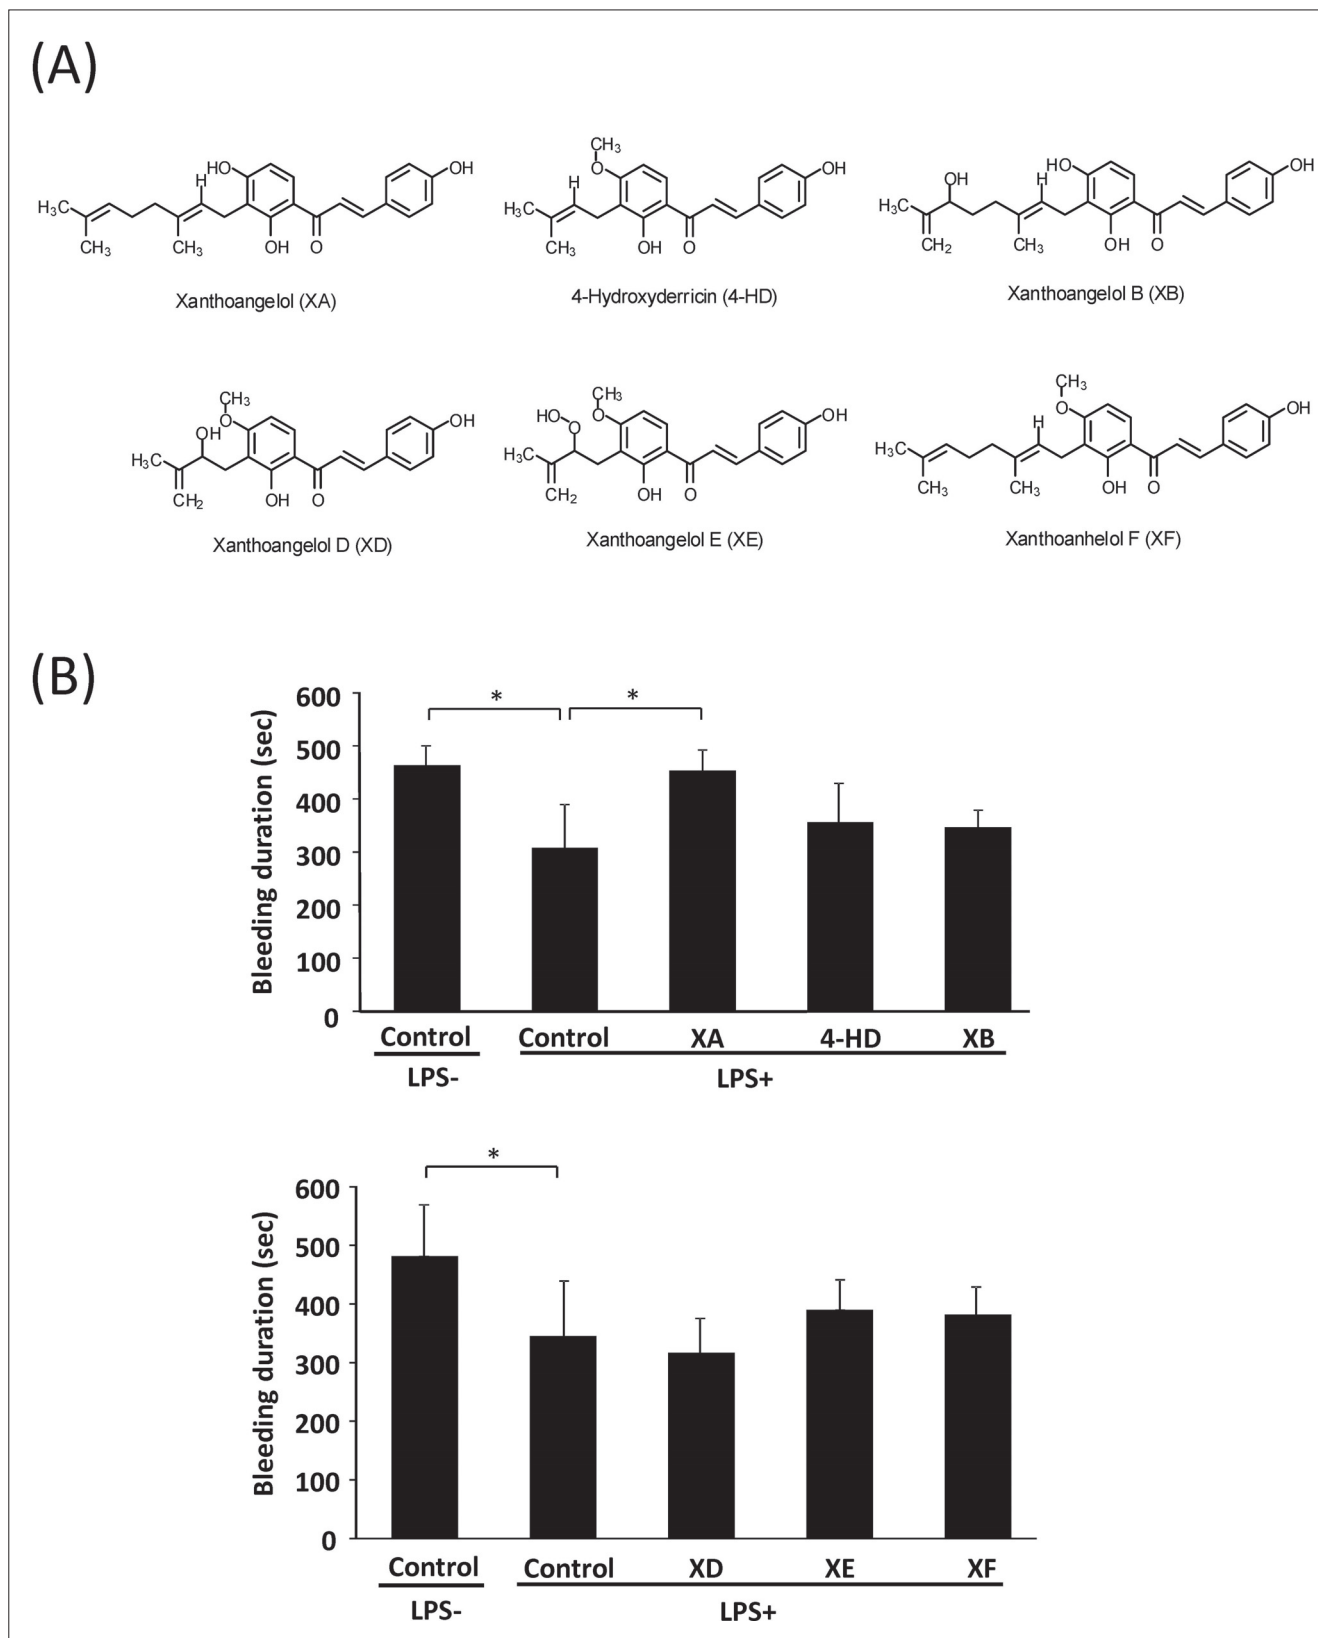 (A)
HO H OH
H₃C
CH₃ CH₃ OH O
Xanthoangelol (XA)
CH₃
O
H OH
H₃C
CH₃ OH O
4-Hydroxyderricin (4-HD)
OH HO H OH
H₃C
CH₂ CH₃ OH O
Xanthoangelol B (XB)
CH₃
O
OH OH
H₃C
CH₂ OH O
Xanthoangelol D (XD)
CH₃
HO O
O OH
H₃C
CH₂ OH O
Xanthoangelol E (XE)
CH₃
O
H OH
H₃C
CH₃ CH₃ OH O
Xanthoanhelol F (XF)
(B)
Bleeding duration (sec)
600
500
400
300
200
100
0
* *
Control Control XA 4-HD XB
LPS- LPS+
Bleeding duration (sec)
600
500
400
300
200
100
0
*
Control Control XD XE XF
LPS- LPS+